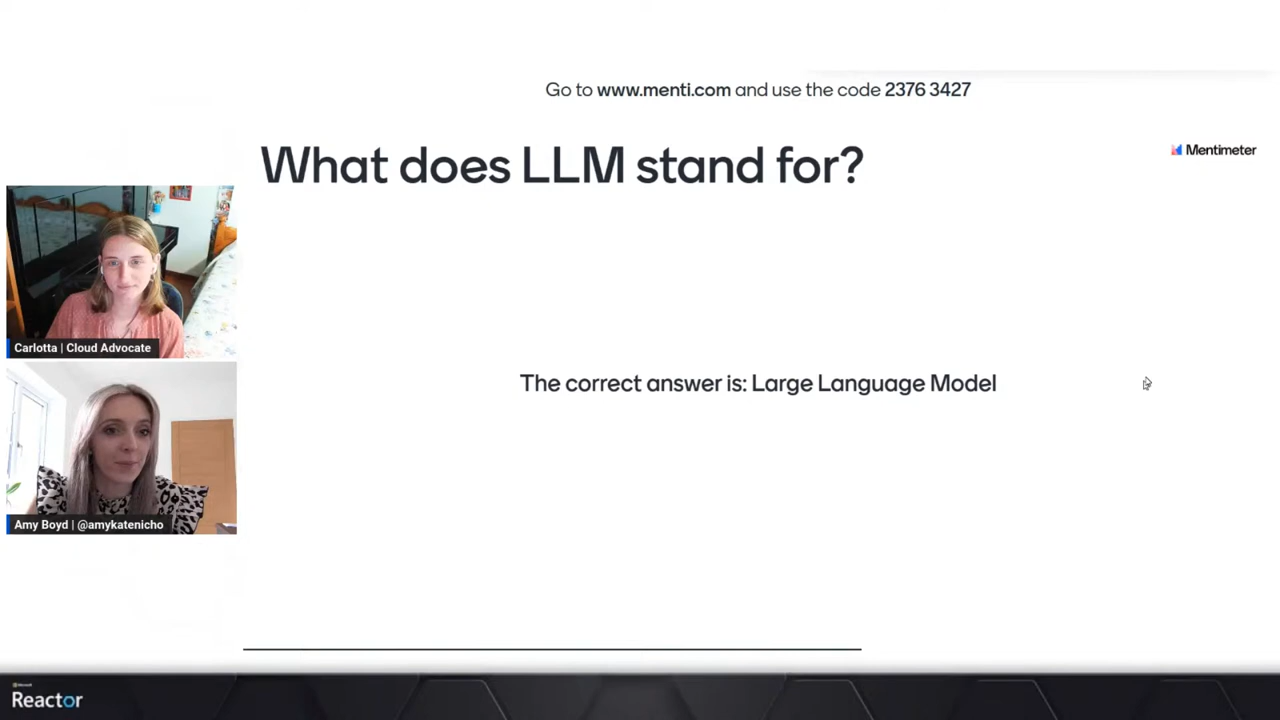 Go to www.menti.com and use the code 2376 3427
What does LLM stand for?
Mentimeter
Carlotta | Cloud Advocate
The correct answer is: Large Language Model
Amy Boyd | @amykatenicho
Microsoft
Reactor